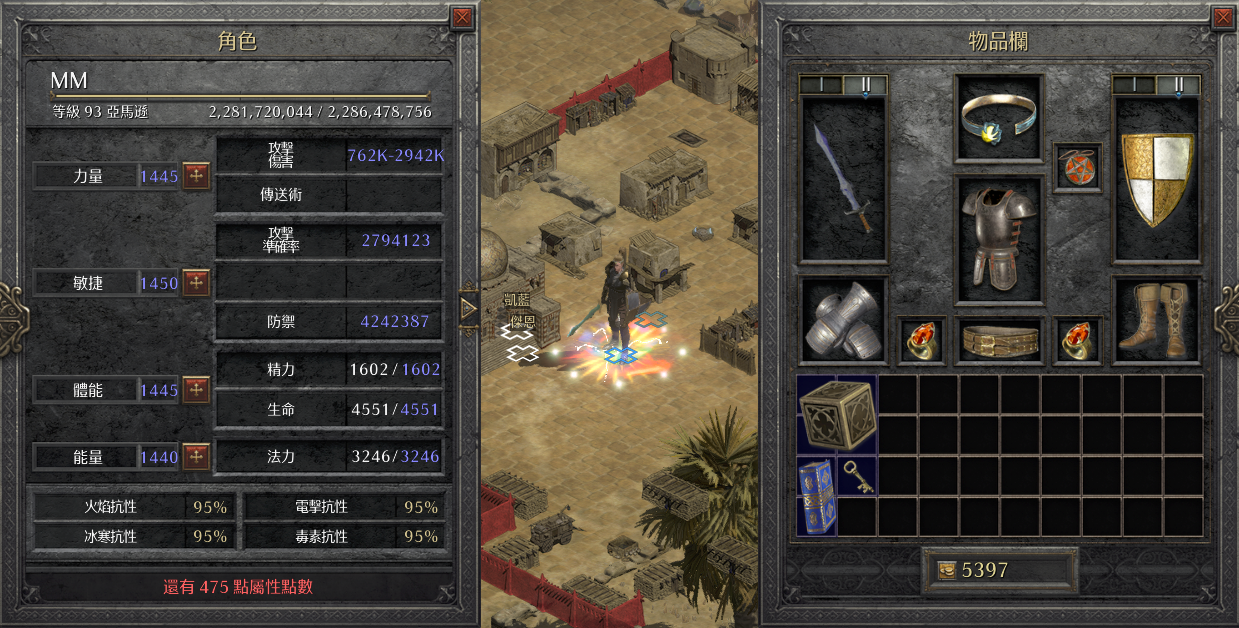 角色
MM
等級 93 亞馬遜 2,281,720,044 / 2,286,478,756
力量 1445
攻擊傷害 762K-2942K
傳送術
攻擊準確率 2794123
敏捷 1450
防禦 4242387
體能 1445
精力 1602/1602
生命 4551/4551
能量 1440
法力 3246/3246
火焰抗性 95%
電擊抗性 95%
冰寒抗性 95%
毒素抗性 95%
還有 475 點屬性點數
凱藍
傑恩
物品欄
I II
I II
5397